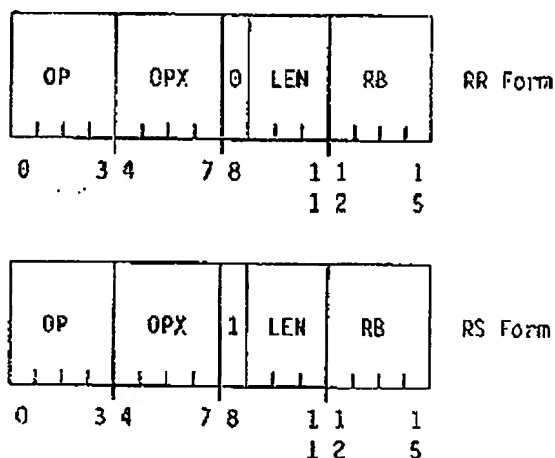 OP OPX 0 LEN RB RR Form
0 3 4 7 8 1 1 1
1 2 5
OP OPX 1 LEN RB RS Form
0 3 4 7 8 1 1 1
1 2 5